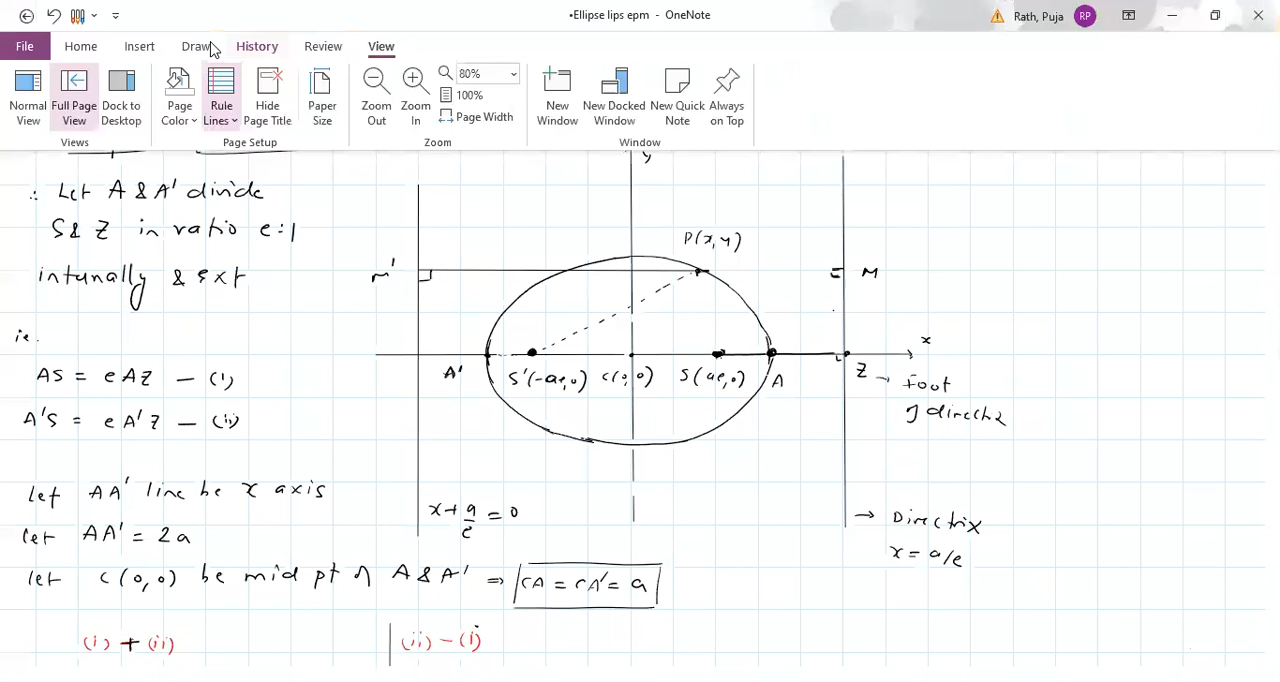 •Ellipse lips epm - OneNote
Rath, Puja RP
File Home Insert Draw History Review View
Normal View
Full Page View
Dock to Desktop
Page Color
Rule Lines
Hide Page Title
Paper Size
Zoom Out
Zoom In
80%
100%
Page Width
New Window
New Docked Window
New Quick Note
Always on Top
Views Page Setup Zoom Window
∴ Let A & A' divide
S & Z in ratio e:1
internally & ext
ie.
AS = eAZ — (i)
A'S = eA'Z — (ii)
let AA' line be x axis
let AA' = 2a
let C(0,0) be mid pt of A & A' ⇒ CA = CA' = a
(i) + (ii)
(ii) - (i)
y
P(x,y)
M'
M
x
A'
S'(-ae,0)
C(0,0)
S(ae,0)
A
Z → Foot
of directrix
x + a/e = 0
→ Directrix
x = a/e